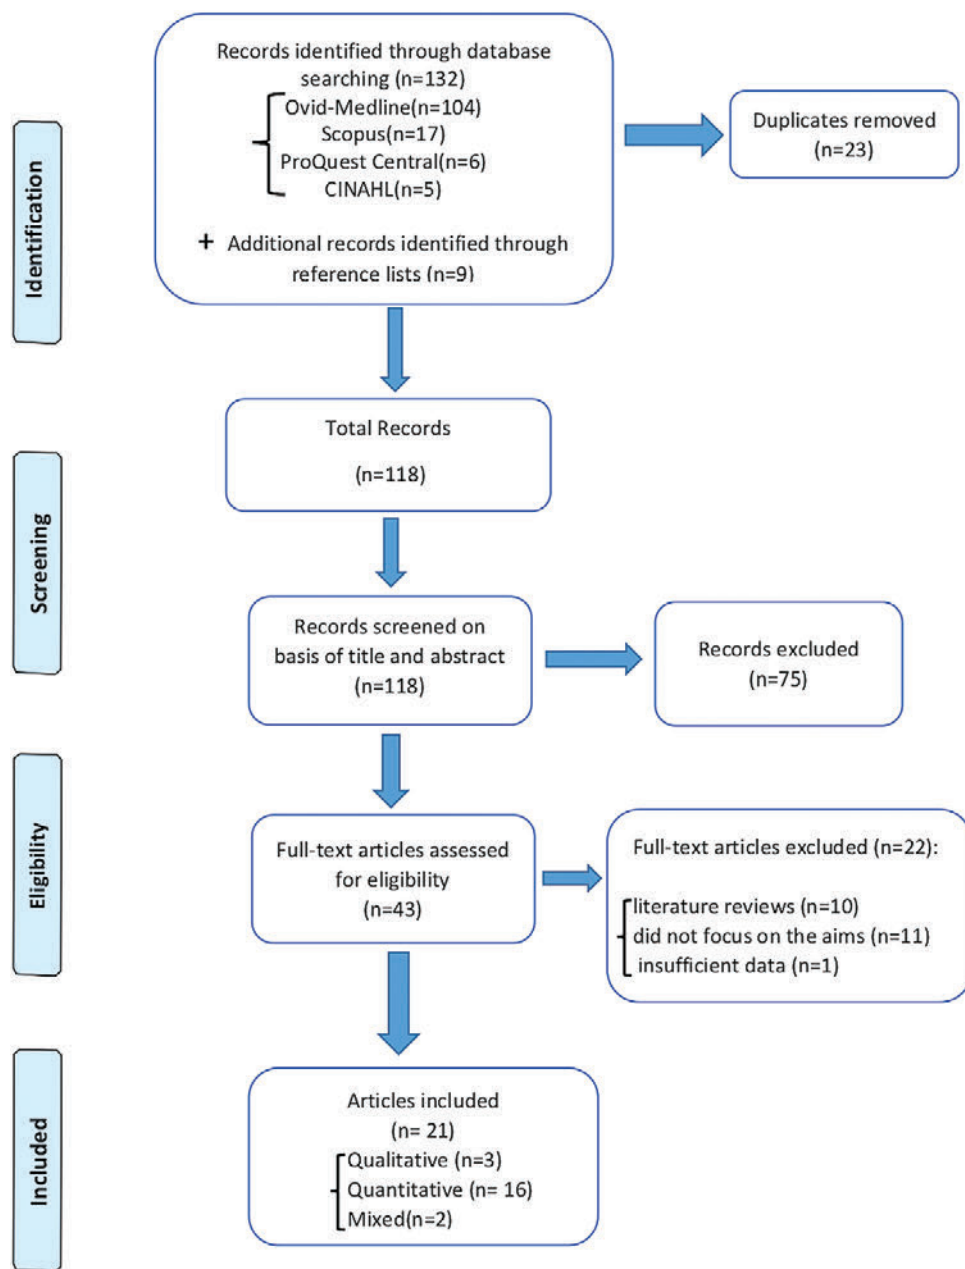 Identification
Records identified through database
searching (n=132)
Ovid-Medline(n=104)
Scopus(n=17)
ProQuest Central(n=6)
CINAHL(n=5)
+ Additional records identified through
reference lists (n=9)
Duplicates removed
(n=23)
Screening
Total Records
(n=118)
Records screened on
basis of title and abstract
(n=118)
Records excluded
(n=75)
Eligibility
Full-text articles assessed
for eligibility
(n=43)
Full-text articles excluded (n=22):
literature reviews (n=10)
did not focus on the aims (n=11)
insufficient data (n=1)
Included
Articles included
(n= 21)
Qualitative (n=3)
Quantitative (n= 16)
Mixed(n=2)